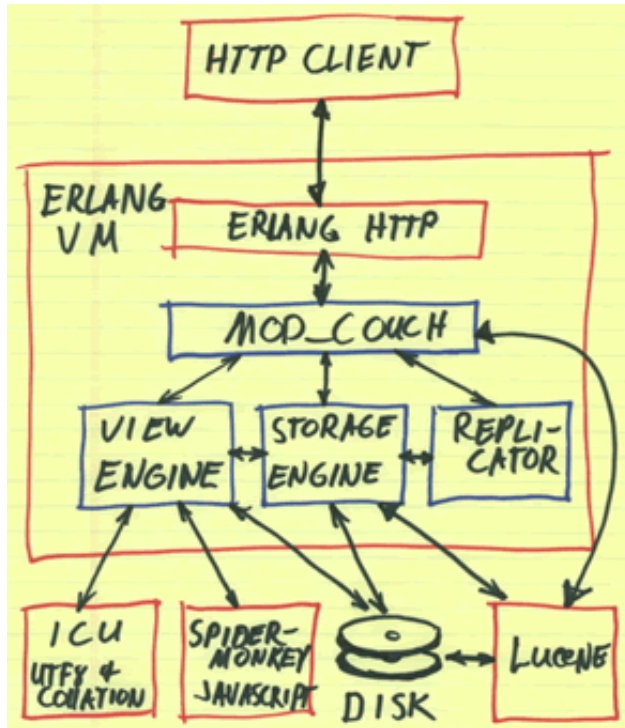 HTTP CLIENT
ERLANG
VM
ERLANG HTTP
MOD_COUCH
VIEW
ENGINE
STORAGE
ENGINE
REPLI-
CATOR
ICU
UTF8 &
COLLATION
SPIDER-
MONKEY
JAVASCRIPT
DISK
LUCENE